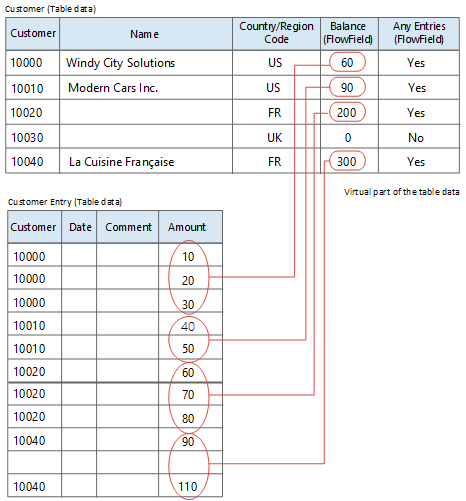 Customer (Table data)
Customer Name Country/Region Code Balance (FlowField) Any Entries (FlowField)
10000 Windy City Solutions US 60 Yes
10010 Modern Cars Inc. US 90 Yes
10020 FR 200 Yes
10030 UK 0 No
10040 La Cuisine Française FR 300 Yes
Virtual part of the table data
Customer Entry (Table data)
Customer Date Comment Amount
10000 10
10000 20
10000 30
10010 40
10010 50
10020 60
10020 70
10020 80
10040 90
10040 110